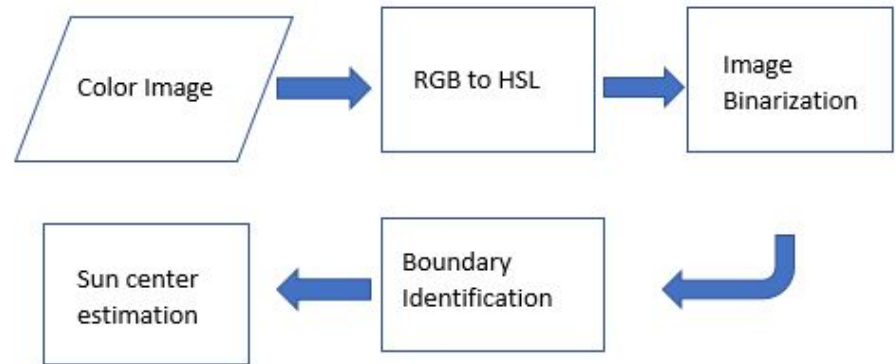 Color Image
RGB to HSL
Image
Binarization
Boundary
Identification
Sun center
estimation